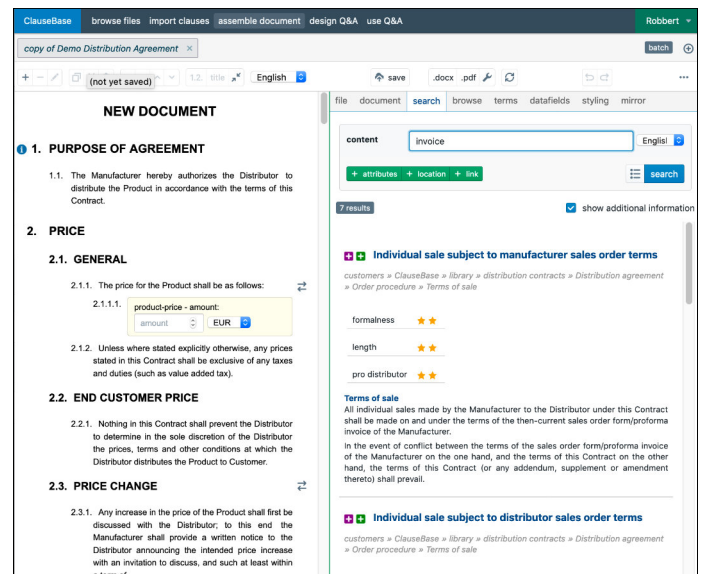 ClauseBase browse files import clauses assemble document design Q&A use Q&A Robbert
copy of Demo Distribution Agreement × batch
(not yet saved) 1.2. title English save .docx .pdf
NEW DOCUMENT
1. PURPOSE OF AGREEMENT
1.1. The Manufacturer hereby authorizes the Distributor to
distribute the Product in accordance with the terms of this
Contract.
2. PRICE
2.1. GENERAL
2.1.1. The price for the Product shall be as follows:
2.1.1.1. product-price - amount:
amount EUR
2.1.2. Unless where stated explicitly otherwise, any prices
stated in this Contract shall be exclusive of any taxes
and duties (such as value added tax).
2.2. END CUSTOMER PRICE
2.2.1. Nothing in this Contract shall prevent the Distributor
to determine in the sole discretion of the Distributor
the prices, terms and other conditions at which the
Distributor distributes the Product to Customer.
2.3. PRICE CHANGE
2.3.1. Any increase in the price of the Product shall first be
discussed with the Distributor; to this end the
Manufacturer shall provide a written notice to the
Distributor announcing the intended price increase
with an invitation to discuss, and such at least within
file document search browse terms datafields styling mirror
content invoice Englisl
+ attributes + location + link search
7 results show additional information
Individual sale subject to manufacturer sales order terms
customers » ClauseBase » library » distribution contracts » Distribution agreement
» Order procedure » Terms of sale
formalness
length
pro distributor
Terms of sale
All individual sales made by the Manufacturer to the Distributor under this Contract
shall be made on and under the terms of the then-current sales order form/proforma
invoice of the Manufacturer.
In the event of conflict between the terms of the sales order form/proforma invoice
of the Manufacturer on the one hand, and the terms of this Contract on the other
hand, the terms of this Contract (or any addendum, supplement or amendment
thereto) shall prevail.
Individual sale subject to distributor sales order terms
customers » ClauseBase » library » distribution contracts » Distribution agreement
» Order procedure » Terms of sale